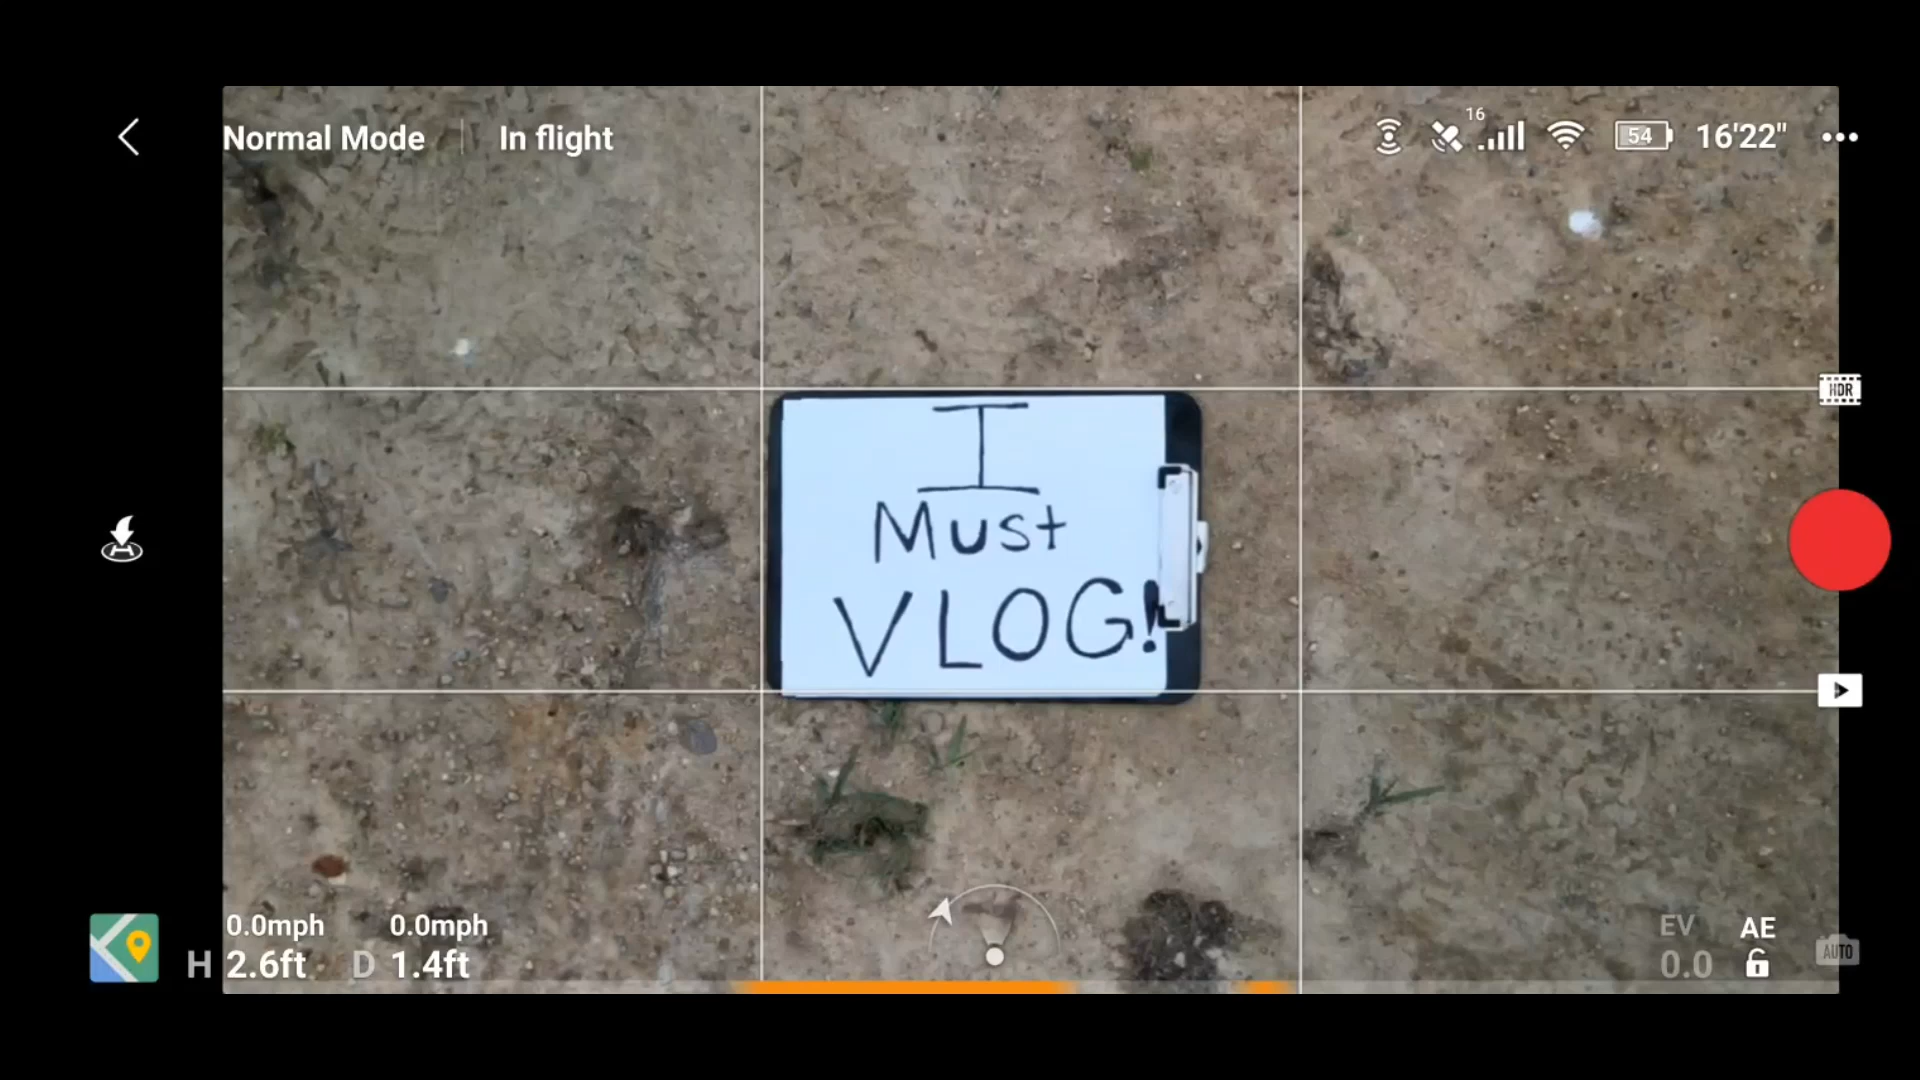 Normal Mode In flight 16 54 16'22"
HDR
I
Must
VLOG!
0.0mph 0.0mph EV AE
H 2.6ft D 1.4ft 0.0 AUTO